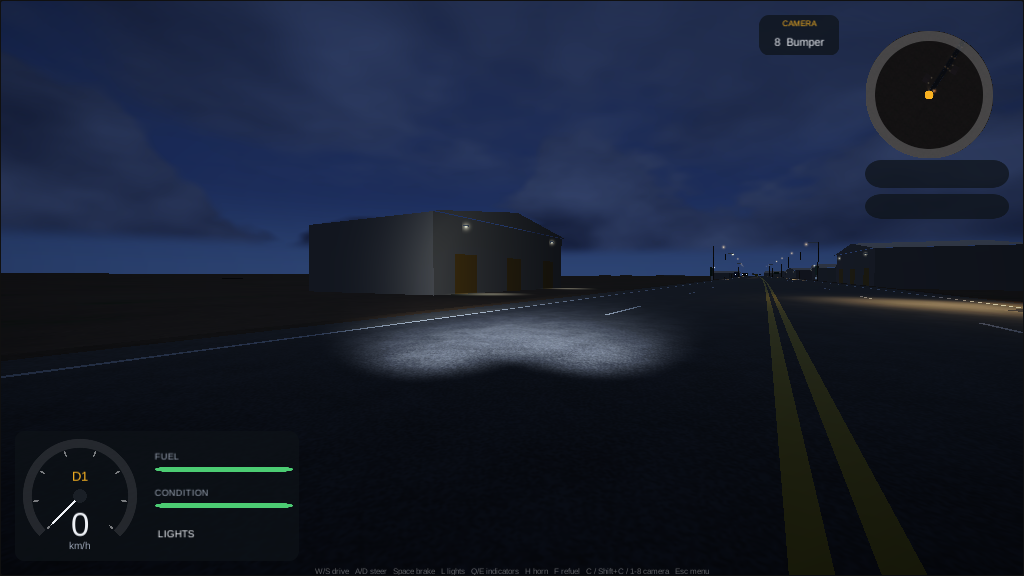 CAMERA
8 Bumper
FUEL
D1
CONDITION
0
LIGHTS
km/h
W/S drive A/D steer Space brake L lights Q/E indicators H horn F refuel C / Shift+C / 1-8 camera Esc menu